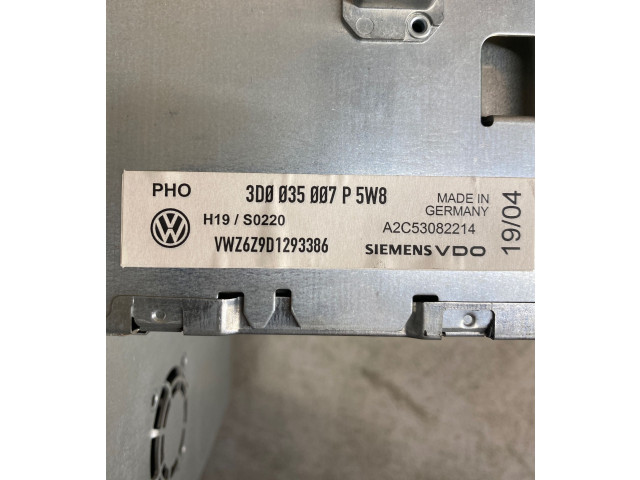 PHO 3D0 035 007 P 5W8
MADE IN
GERMANY
H19 / S0220
A2C53082214
VWZ6Z9D1293386
SIEMENS VDO
19/04